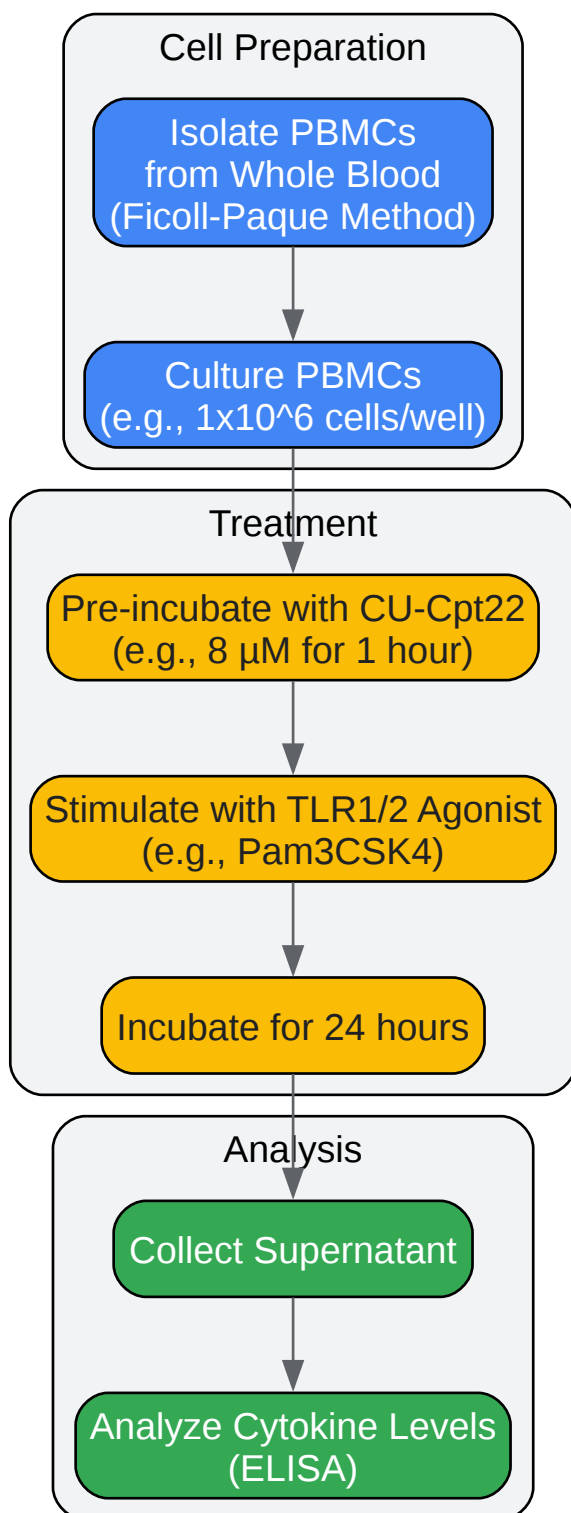 Cell Preparation
Isolate PBMCs
from Whole Blood
(Ficoll-Paque Method)
Culture PBMCs
(e.g., 1x10^6 cells/well)
Treatment
Pre-incubate with CU-Cpt22
(e.g., 8 µM for 1 hour)
Stimulate with TLR1/2 Agonist
(e.g., Pam3CSK4)
Incubate for 24 hours
Analysis
Collect Supernatant
Analyze Cytokine Levels
(ELISA)